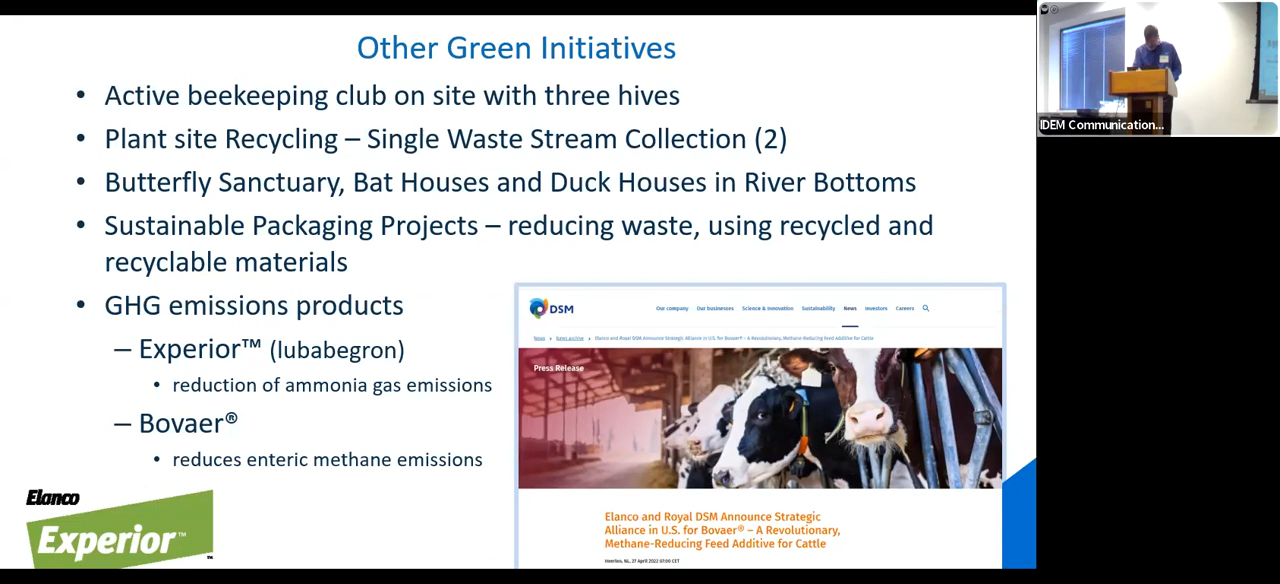 Other Green Initiatives
• Active beekeeping club on site with three hives
• Plant site Recycling – Single Waste Stream Collection (2)
• Butterfly Sanctuary, Bat Houses and Duck Houses in River Bottoms
• Sustainable Packaging Projects – reducing waste, using recycled and
recyclable materials
• GHG emissions products
– Experior™ (lubabegron)
• reduction of ammonia gas emissions
– Bovaer®
• reduces enteric methane emissions
Elanco
Experior™
DSM
Our company Our businesses Science & Innovation Sustainability News Investors Careers
News > News archive > Elanco and Royal DSM Announce Strategic Alliance in U.S. for Bovaer® – A Revolutionary, Methane-Reducing Feed Additive for Cattle
Press Release
Elanco and Royal DSM Announce Strategic
Alliance in U.S. for Bovaer® – A Revolutionary,
Methane-Reducing Feed Additive for Cattle
Heerlen, NL, 27 April 2022 07:00 CET
IDEM Communication...